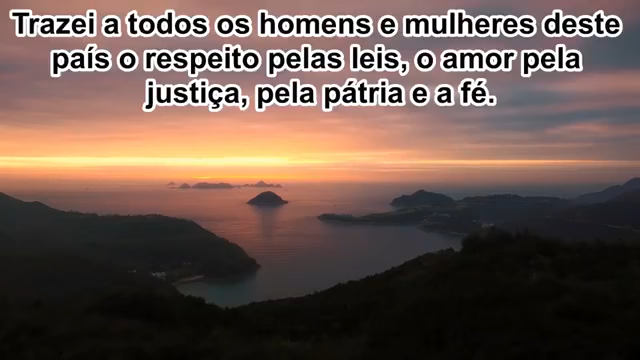 Trazei a todos os homens e mulheres deste
país o respeito pelas leis, o amor pela
justiça, pela pátria e a fé.